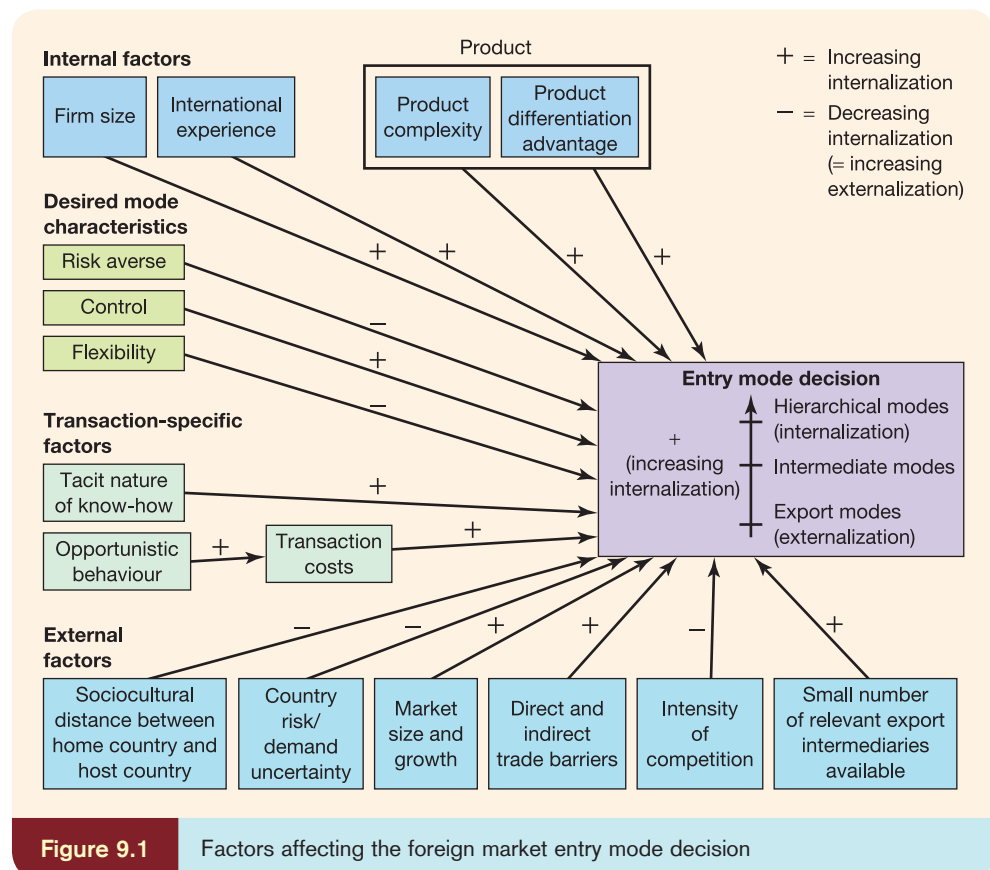 Product
Internal factors
Firm size
International
experience
Product
complexity
Product
differentiation
advantage
+ = Increasing
internalization
− = Decreasing
internalization
(= increasing
externalization)
Desired mode
characteristics
Risk averse
Control
Flexibility
+
+
+
+
−
+
−
Transaction-specific
factors
Tacit nature
of know-how
+
Opportunistic
behaviour
+
Transaction
costs
+
Entry mode decision
+
(increasing
internalization)
Hierarchical modes
(internalization)
Intermediate modes
Export modes
(externalization)
External
factors
−
−
+
+
−
+
Sociocultural
distance between
home country and
host country
Country
risk/
demand
uncertainty
Market
size and
growth
Direct and
indirect
trade barriers
Intensity
of
competition
Small number
of relevant export
intermediaries
available
Figure 9.1
Factors affecting the foreign market entry mode decision